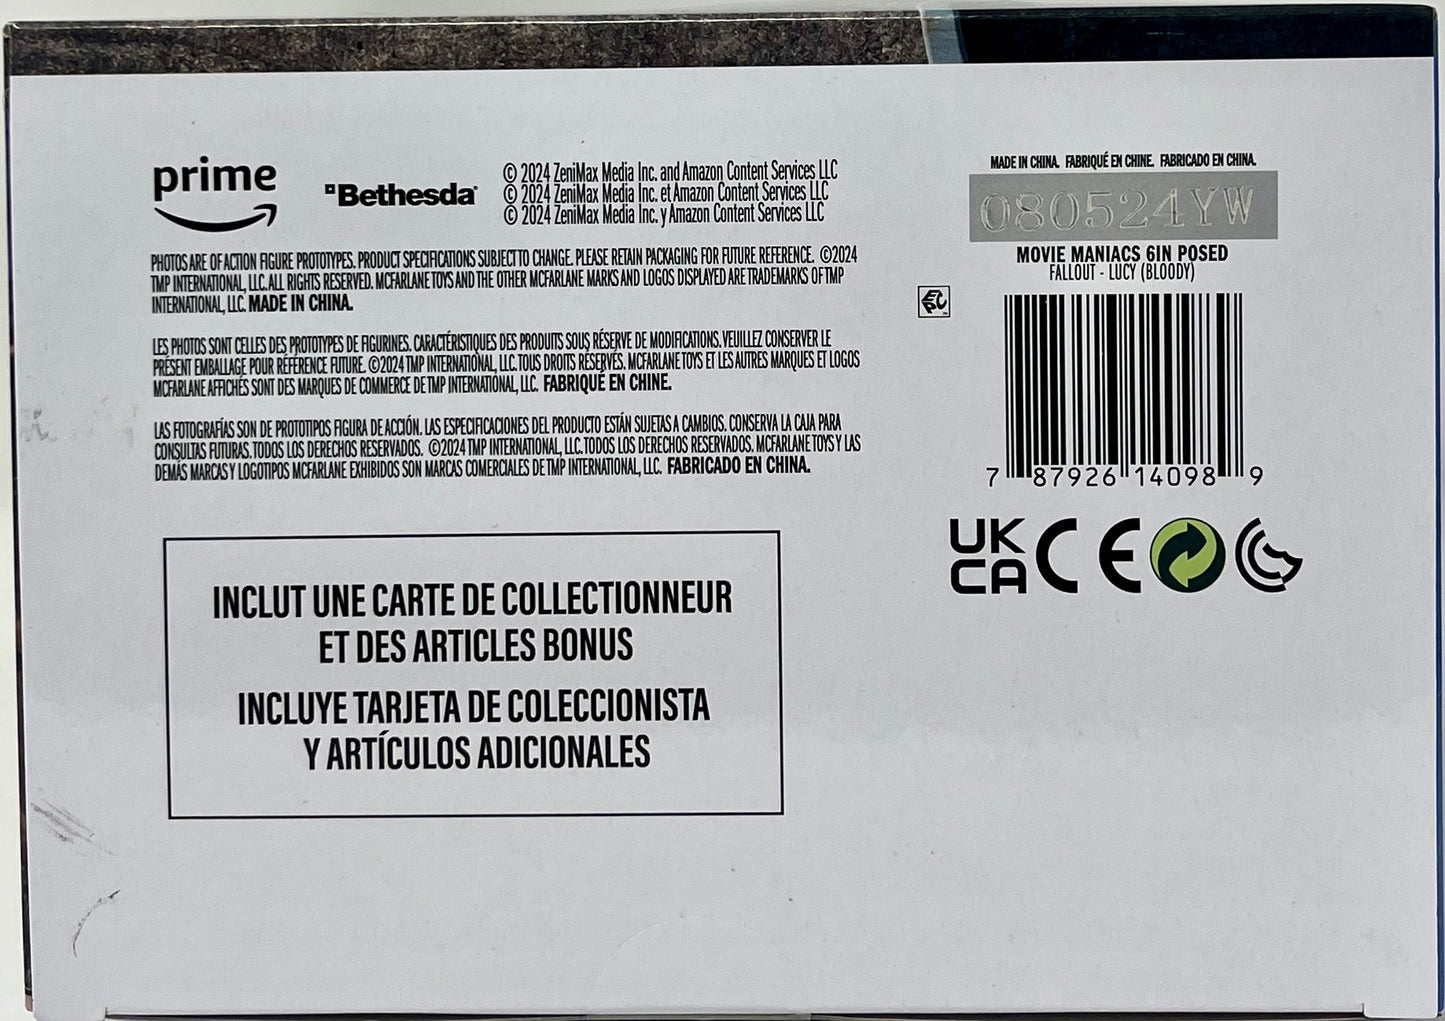 prime
Bethesda
© 2024 ZeniMax Media Inc. and Amazon Content Services LLC
© 2024 ZeniMax Media Inc. et Amazon Content Services LLC
© 2024 ZeniMax Media Inc. y Amazon Content Services LLC
PHOTOS ARE OF ACTION FIGURE PROTOTYPES. PRODUCT SPECIFICATIONS SUBJECT TO CHANGE. PLEASE RETAIN PACKAGING FOR FUTURE REFERENCE. ©2024
TMP INTERNATIONAL, LLC. ALL RIGHTS RESERVED. MCFARLANE TOYS AND THE OTHER MCFARLANE MARKS AND LOGOS DISPLAYED ARE TRADEMARKS OF TMP
INTERNATIONAL, LLC. MADE IN CHINA.
LES PHOTOS SONT CELLES DES PROTOTYPES DE FIGURINES. CARACTÉRISTIQUES DES PRODUITS SOUS RÉSERVE DE MODIFICATIONS. VEUILLEZ CONSERVER LE
PRÉSENT EMBALLAGE POUR RÉFÉRENCE FUTURE. ©2024 TMP INTERNATIONAL, LLC. TOUS DROITS RÉSERVÉS. MCFARLANE TOYS ET LES AUTRES MARQUES ET LOGOS
MCFARLANE AFFICHÉS SONT DES MARQUES DE COMMERCE DE TMP INTERNATIONAL, LLC. FABRIQUÉ EN CHINE.
LAS FOTOGRAFÍAS SON DE PROTOTIPOS FIGURA DE ACCIÓN. LAS ESPECIFICACIONES DEL PRODUCTO ESTÁN SUJETAS A CAMBIOS. CONSERVA LA CAJA PARA
CONSULTAS FUTURAS. TODOS LOS DERECHOS RESERVADOS. ©2024 TMP INTERNATIONAL, LLC. TODOS LOS DERECHOS RESERVADOS. MCFARLANE TOYS Y LAS
DEMÁS MARCAS Y LOGOTIPOS MCFARLANE EXHIBIDOS SON MARCAS COMERCIALES DE TMP INTERNATIONAL, LLC. FABRICADO EN CHINA.
INCLUT UNE CARTE DE COLLECTIONNEUR
ET DES ARTICLES BONUS
INCLUYE TARJETA DE COLECCIONISTA
Y ARTÍCULOS ADICIONALES
MADE IN CHINA. FABRIQUÉ EN CHINE. FABRICADO EN CHINA.
080524YW
MOVIE MANIACS 6IN POSED
FALLOUT - LUCY (BLOODY)
7 87926 14098 9
UK
CA CE